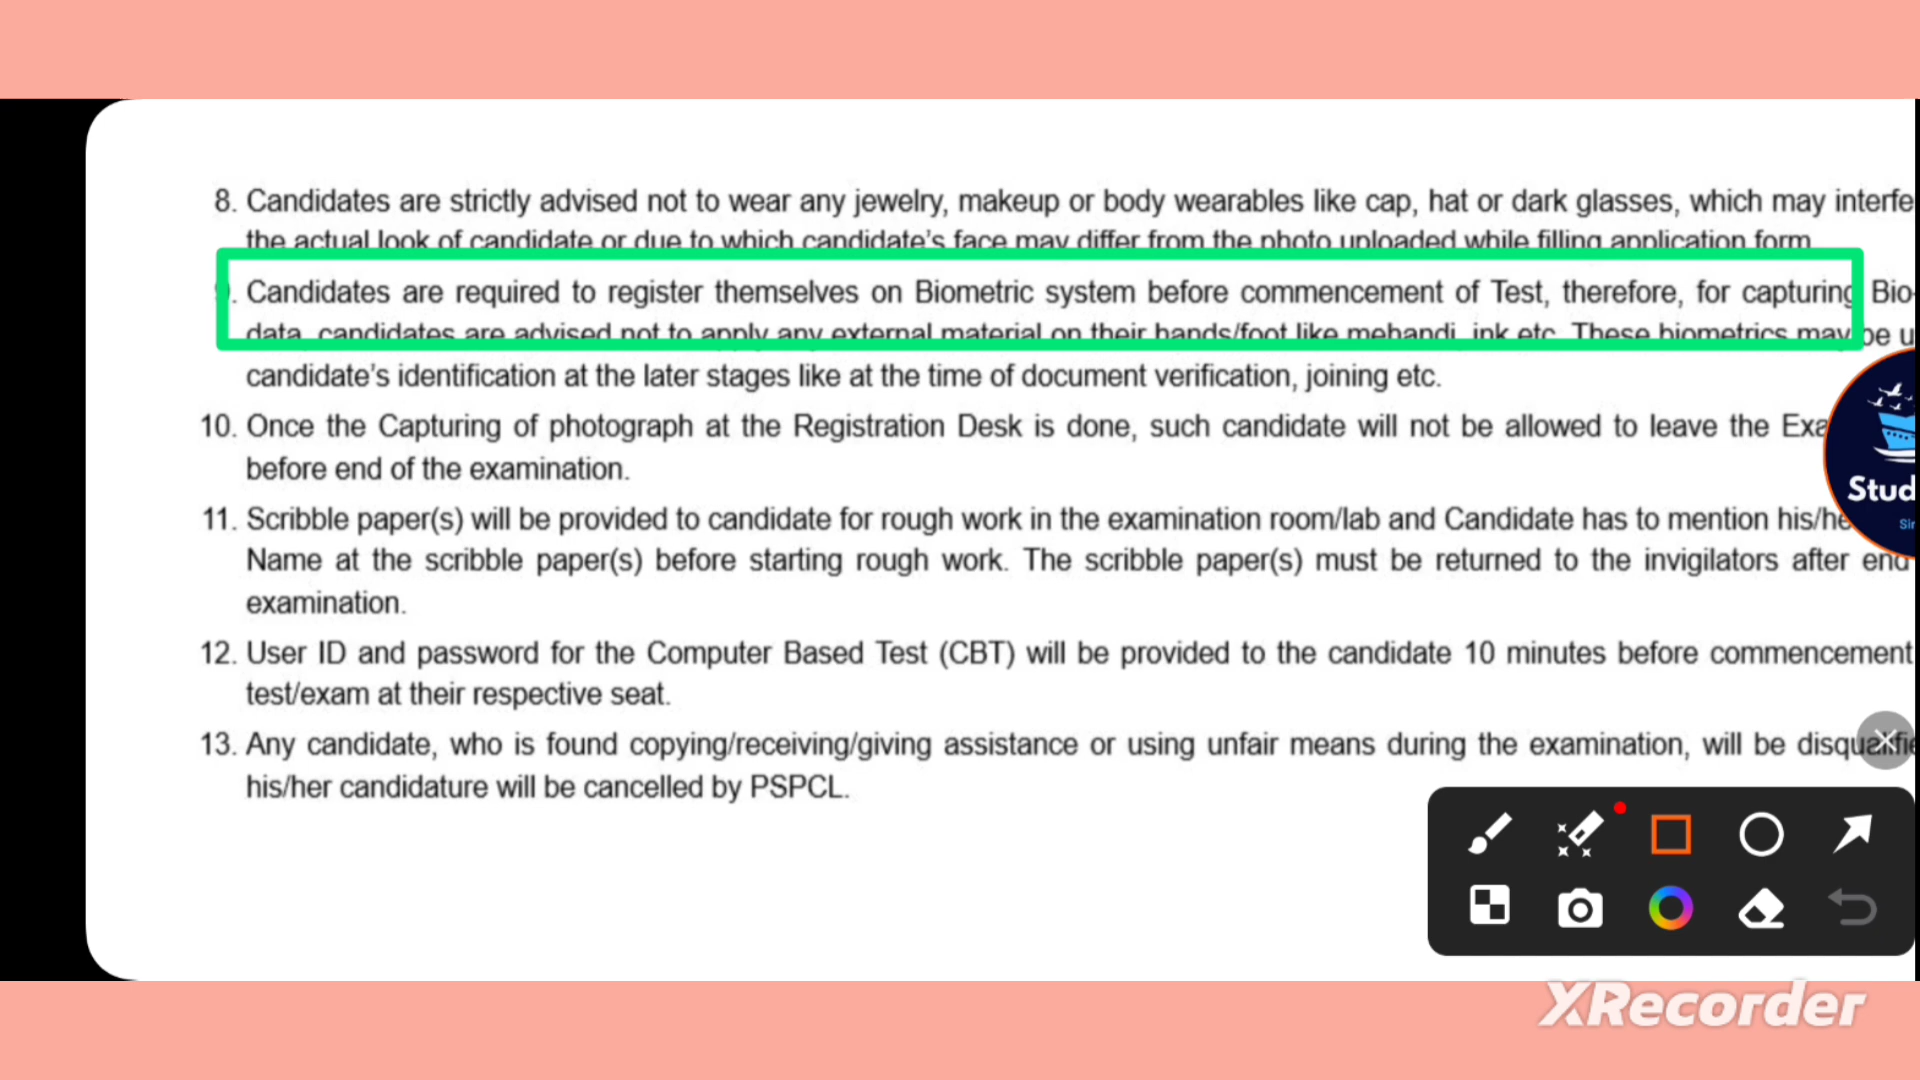 8. Candidates are strictly advised not to wear any jewelry, makeup or body wearables like cap, hat or dark glasses, which may interfe
the actual look of candidate or due to which candidate's face may differ from the photo uploaded while filling application form
9. Candidates are required to register themselves on Biometric system before commencement of Test, therefore, for capturing Bio-
data, candidates are advised not to apply any external material on their hands/foot like mehandi, ink etc. These biometrics may be u
candidate's identification at the later stages like at the time of document verification, joining etc.
10. Once the Capturing of photograph at the Registration Desk is done, such candidate will not be allowed to leave the Exa
before end of the examination.
11. Scribble paper(s) will be provided to candidate for rough work in the examination room/lab and Candidate has to mention his/he
Name at the scribble paper(s) before starting rough work. The scribble paper(s) must be returned to the invigilators after end
examination.
12. User ID and password for the Computer Based Test (CBT) will be provided to the candidate 10 minutes before commencement
test/exam at their respective seat.
13. Any candidate, who is found copying/receiving/giving assistance or using unfair means during the examination, will be disqualifie
his/her candidature will be cancelled by PSPCL.
Stud
Sin
XRecorder